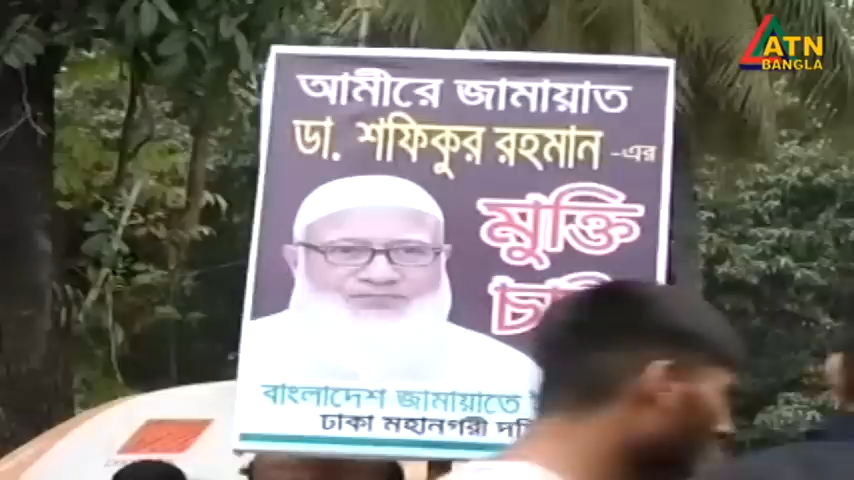 ATN
BANGLA
আমীরে জামায়াত
ডা. শফিকুর রহমান -এর
মুক্তি
বাংলাদেশ জামায়াতে
ঢাকা মহানগরী